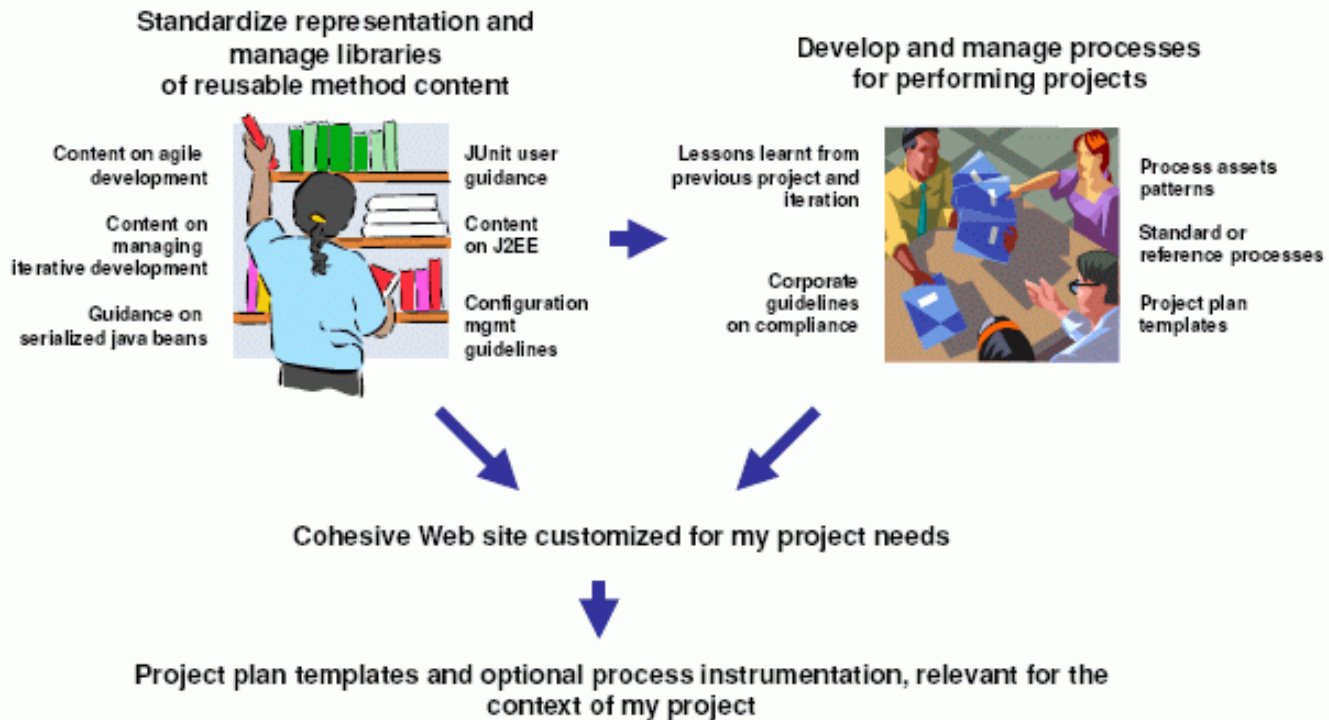 Standardize representation and
manage libraries
of reusable method content
Content on agile
development
Content on
managing
iterative development
Guidance on
serialized java beans
JUnit user
guidance
Content
on J2EE
Configuration
mgmt
guidelines
Develop and manage processes
for performing projects
Lessons learnt from
previous project and
iteration
Corporate
guidelines
on compliance
Process assets
patterns
Standard or
reference processes
Project plan
templates
Cohesive Web site customized for my project needs
Project plan templates and optional process instrumentation, relevant for the
context of my project